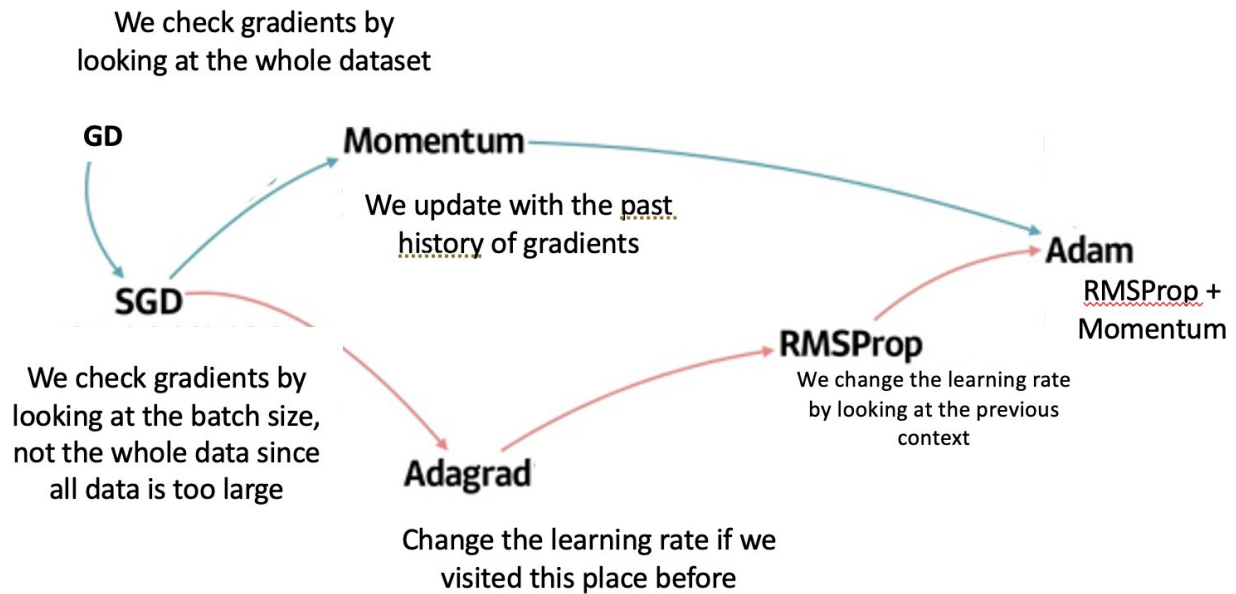 We check gradients by
looking at the whole dataset
GD
Momentum
We update with the past
history of gradients
Adam
RMSProp +
Momentum
SGD
We check gradients by
looking at the batch size,
not the whole data since
all data is too large
RMSProp
We change the learning rate
by looking at the previous
context
Adagrad
Change the learning rate if we
visited this place before